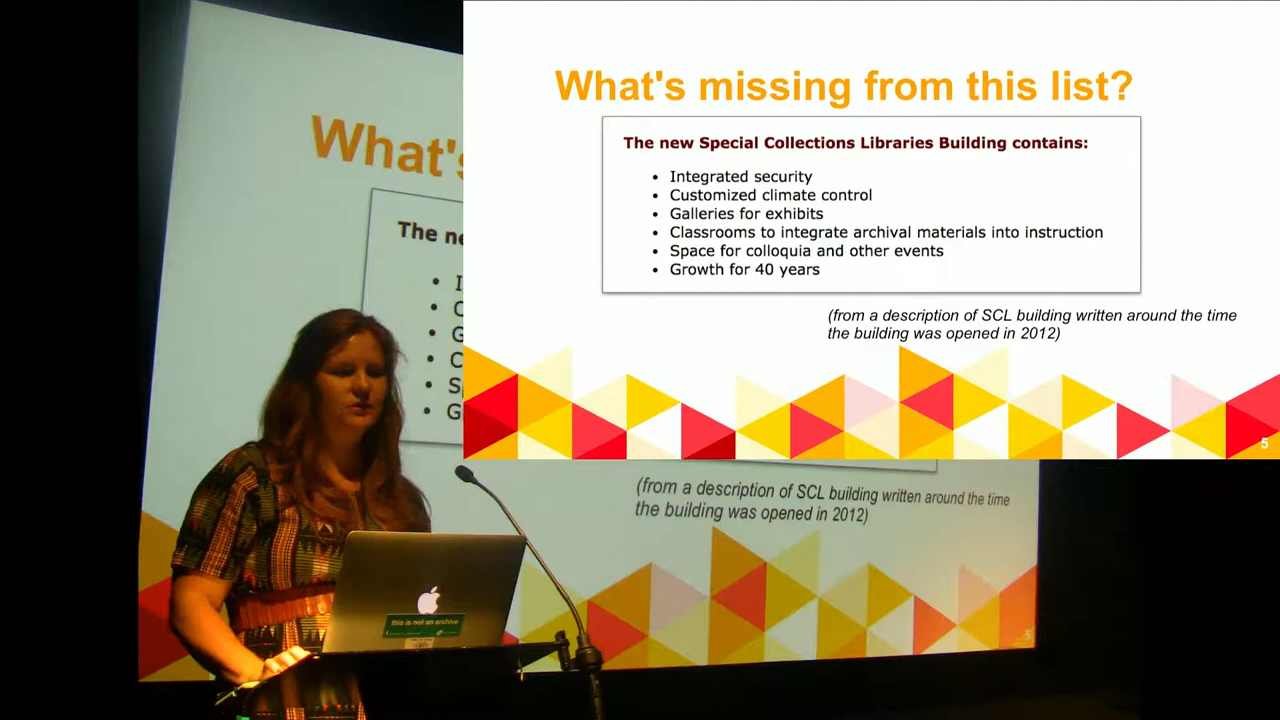 What's missing from this list?
The new Special Collections Libraries Building contains:
• Integrated security
• Customized climate control
• Galleries for exhibits
• Classrooms to integrate archival materials into instruction
• Space for colloquia and other events
• Growth for 40 years
(from a description of SCL building written around the time
the building was opened in 2012)
5
What's
The ne
• I
• C
• G
• C
• S
• G
(from a description of SCL building written around the time
the building was opened in 2012)
5
this is not an archive